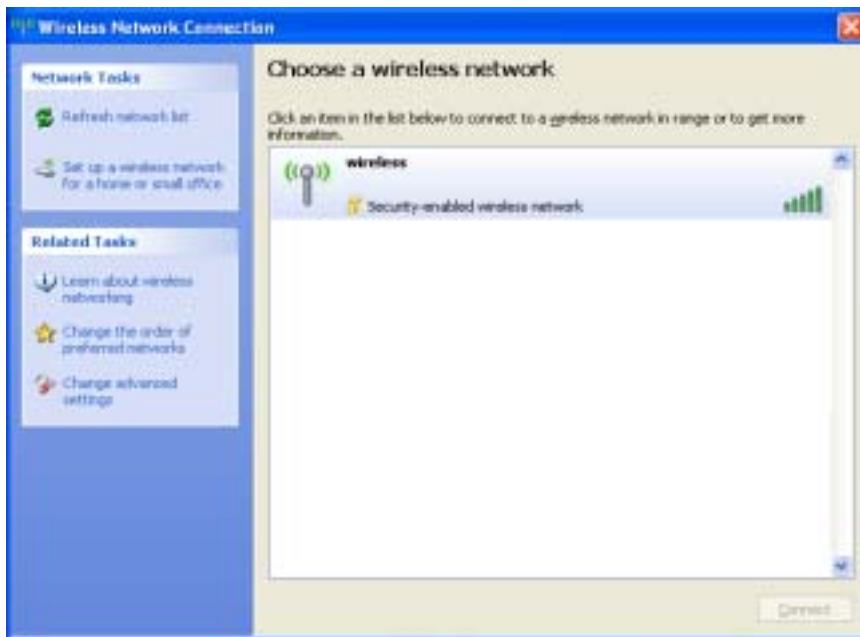 Wireless Network Connection
Network Tasks
Refresh network list
Set up a wireless network
for a home or small office
Related Tasks
Learn about wireless
networking
Change the order of
preferred networks
Change advanced
settings
Choose a wireless network
Click an item in the list below to connect to a wireless network in range or to get more
information.
wireless
Security-enabled wireless network
Connect